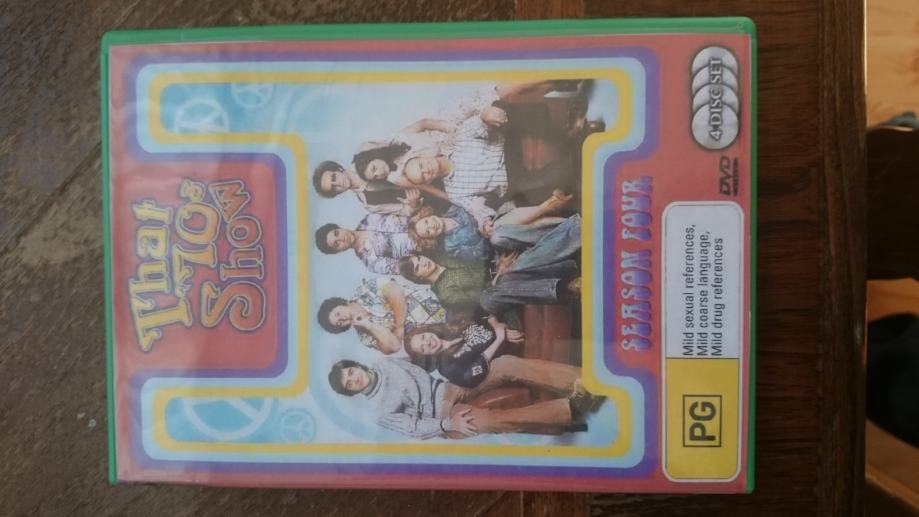 That
'70s
Show
SEASON FOUR
4 DISC SET
DVD
PG
Mild sexual references,
Mild coarse language,
Mild drug references